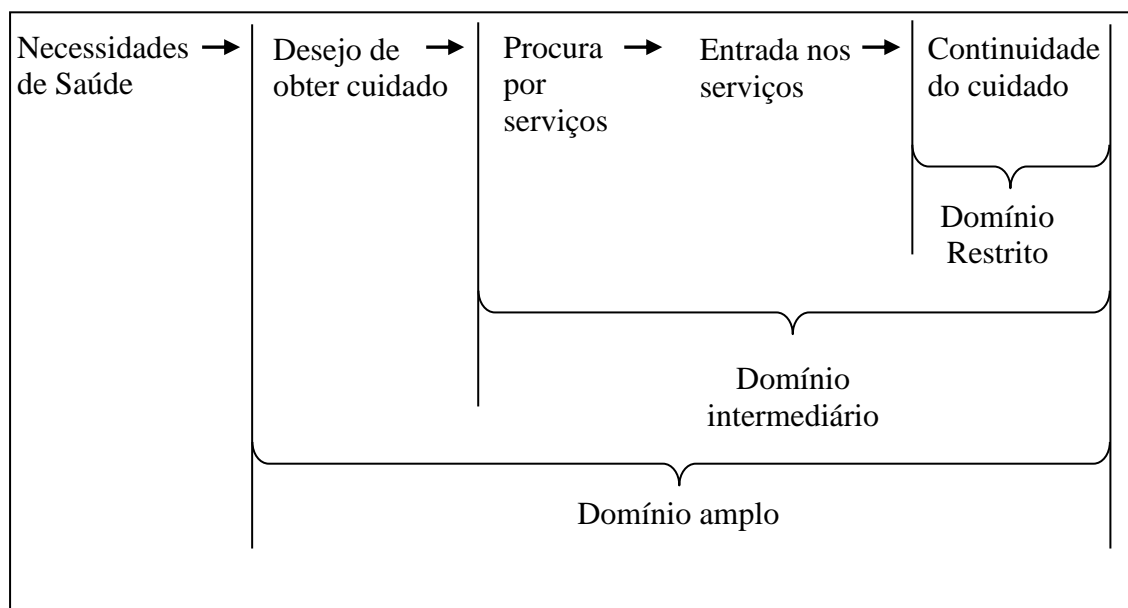 Necessidades
de Saúde
Desejo de
obter cuidado
Procura
por
serviços
Entrada nos
serviços
Continuidade
do cuidado
Domínio
Restrito
Domínio
intermediário
Domínio amplo